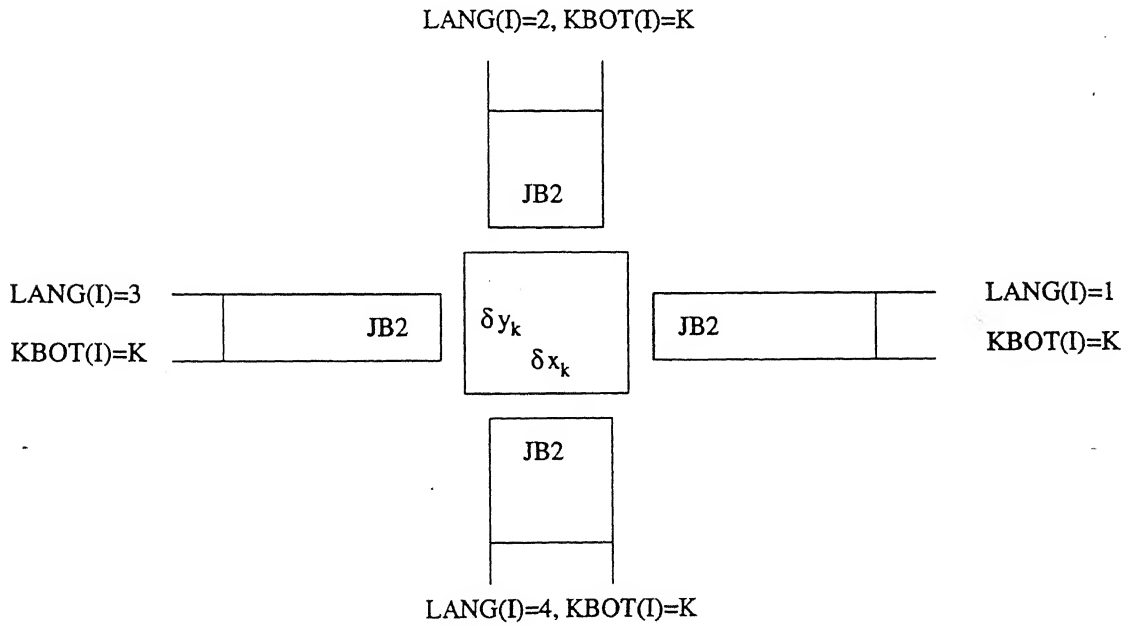 LANG(I)=2, KBOT(I)=K
JB2
LANG(I)=3
KBOT(I)=K
JB2
δy_k
δx_k
JB2
LANG(I)=1
KBOT(I)=K
JB2
LANG(I)=4, KBOT(I)=K